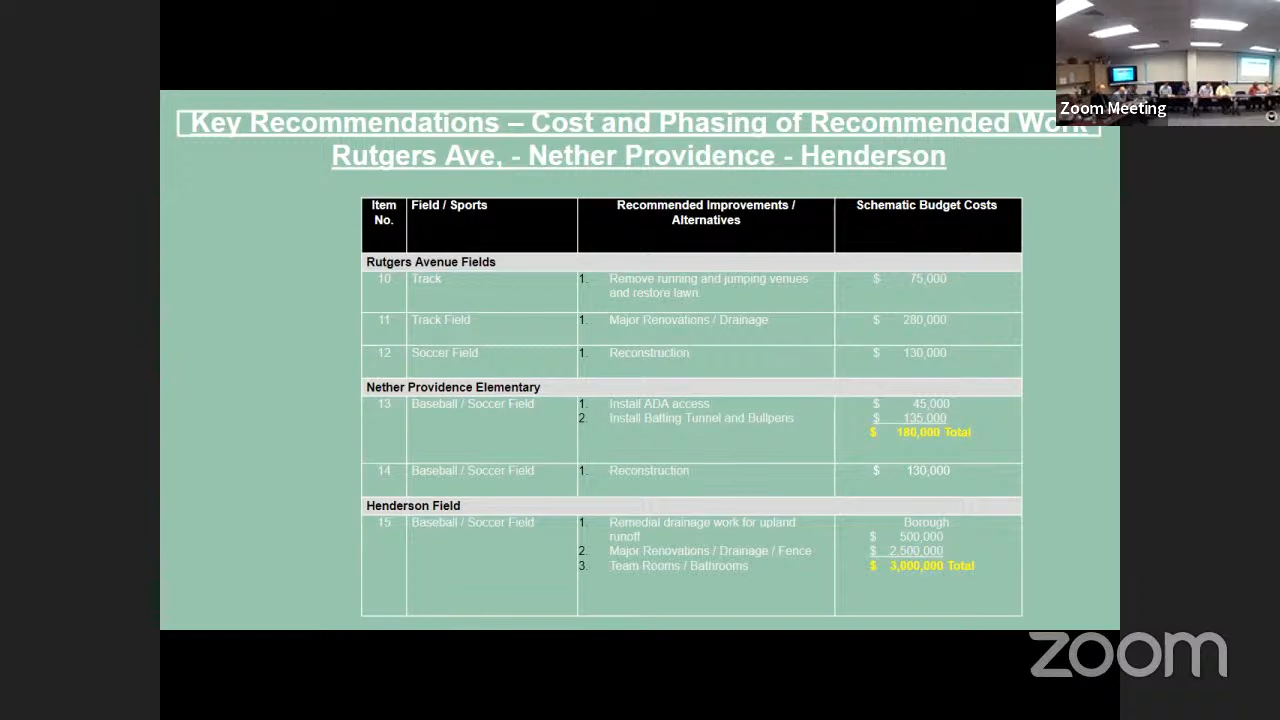 Zoom Meeting
Key Recommendations – Cost and Phasing of Recommended Work
Rutgers Ave, - Nether Providence - Henderson
Item No. Field / Sports Recommended Improvements / Alternatives Schematic Budget Costs
Rutgers Avenue Fields
10 Track 1. Remove running and jumping venues and restore lawn $ 75,000
11 Track Field 1. Major Renovations / Drainage $ 280,000
12 Soccer Field 1. Reconstruction $ 130,000
Nether Providence Elementary
13 Baseball / Soccer Field 1. Install ADA access $ 45,000
2. Install Batting Tunnel and Bullpens $ 135,000
$ 180,000 Total
14 Baseball / Soccer Field 1. Reconstruction $ 130,000
Henderson Field
15 Baseball / Soccer Field 1. Remedial drainage work for upland Borough
runoff $ 500,000
2. Major Renovations / Drainage / Fence $ 2,500,000
3. Team Rooms / Bathrooms $ 3,000,000 Total
zoom